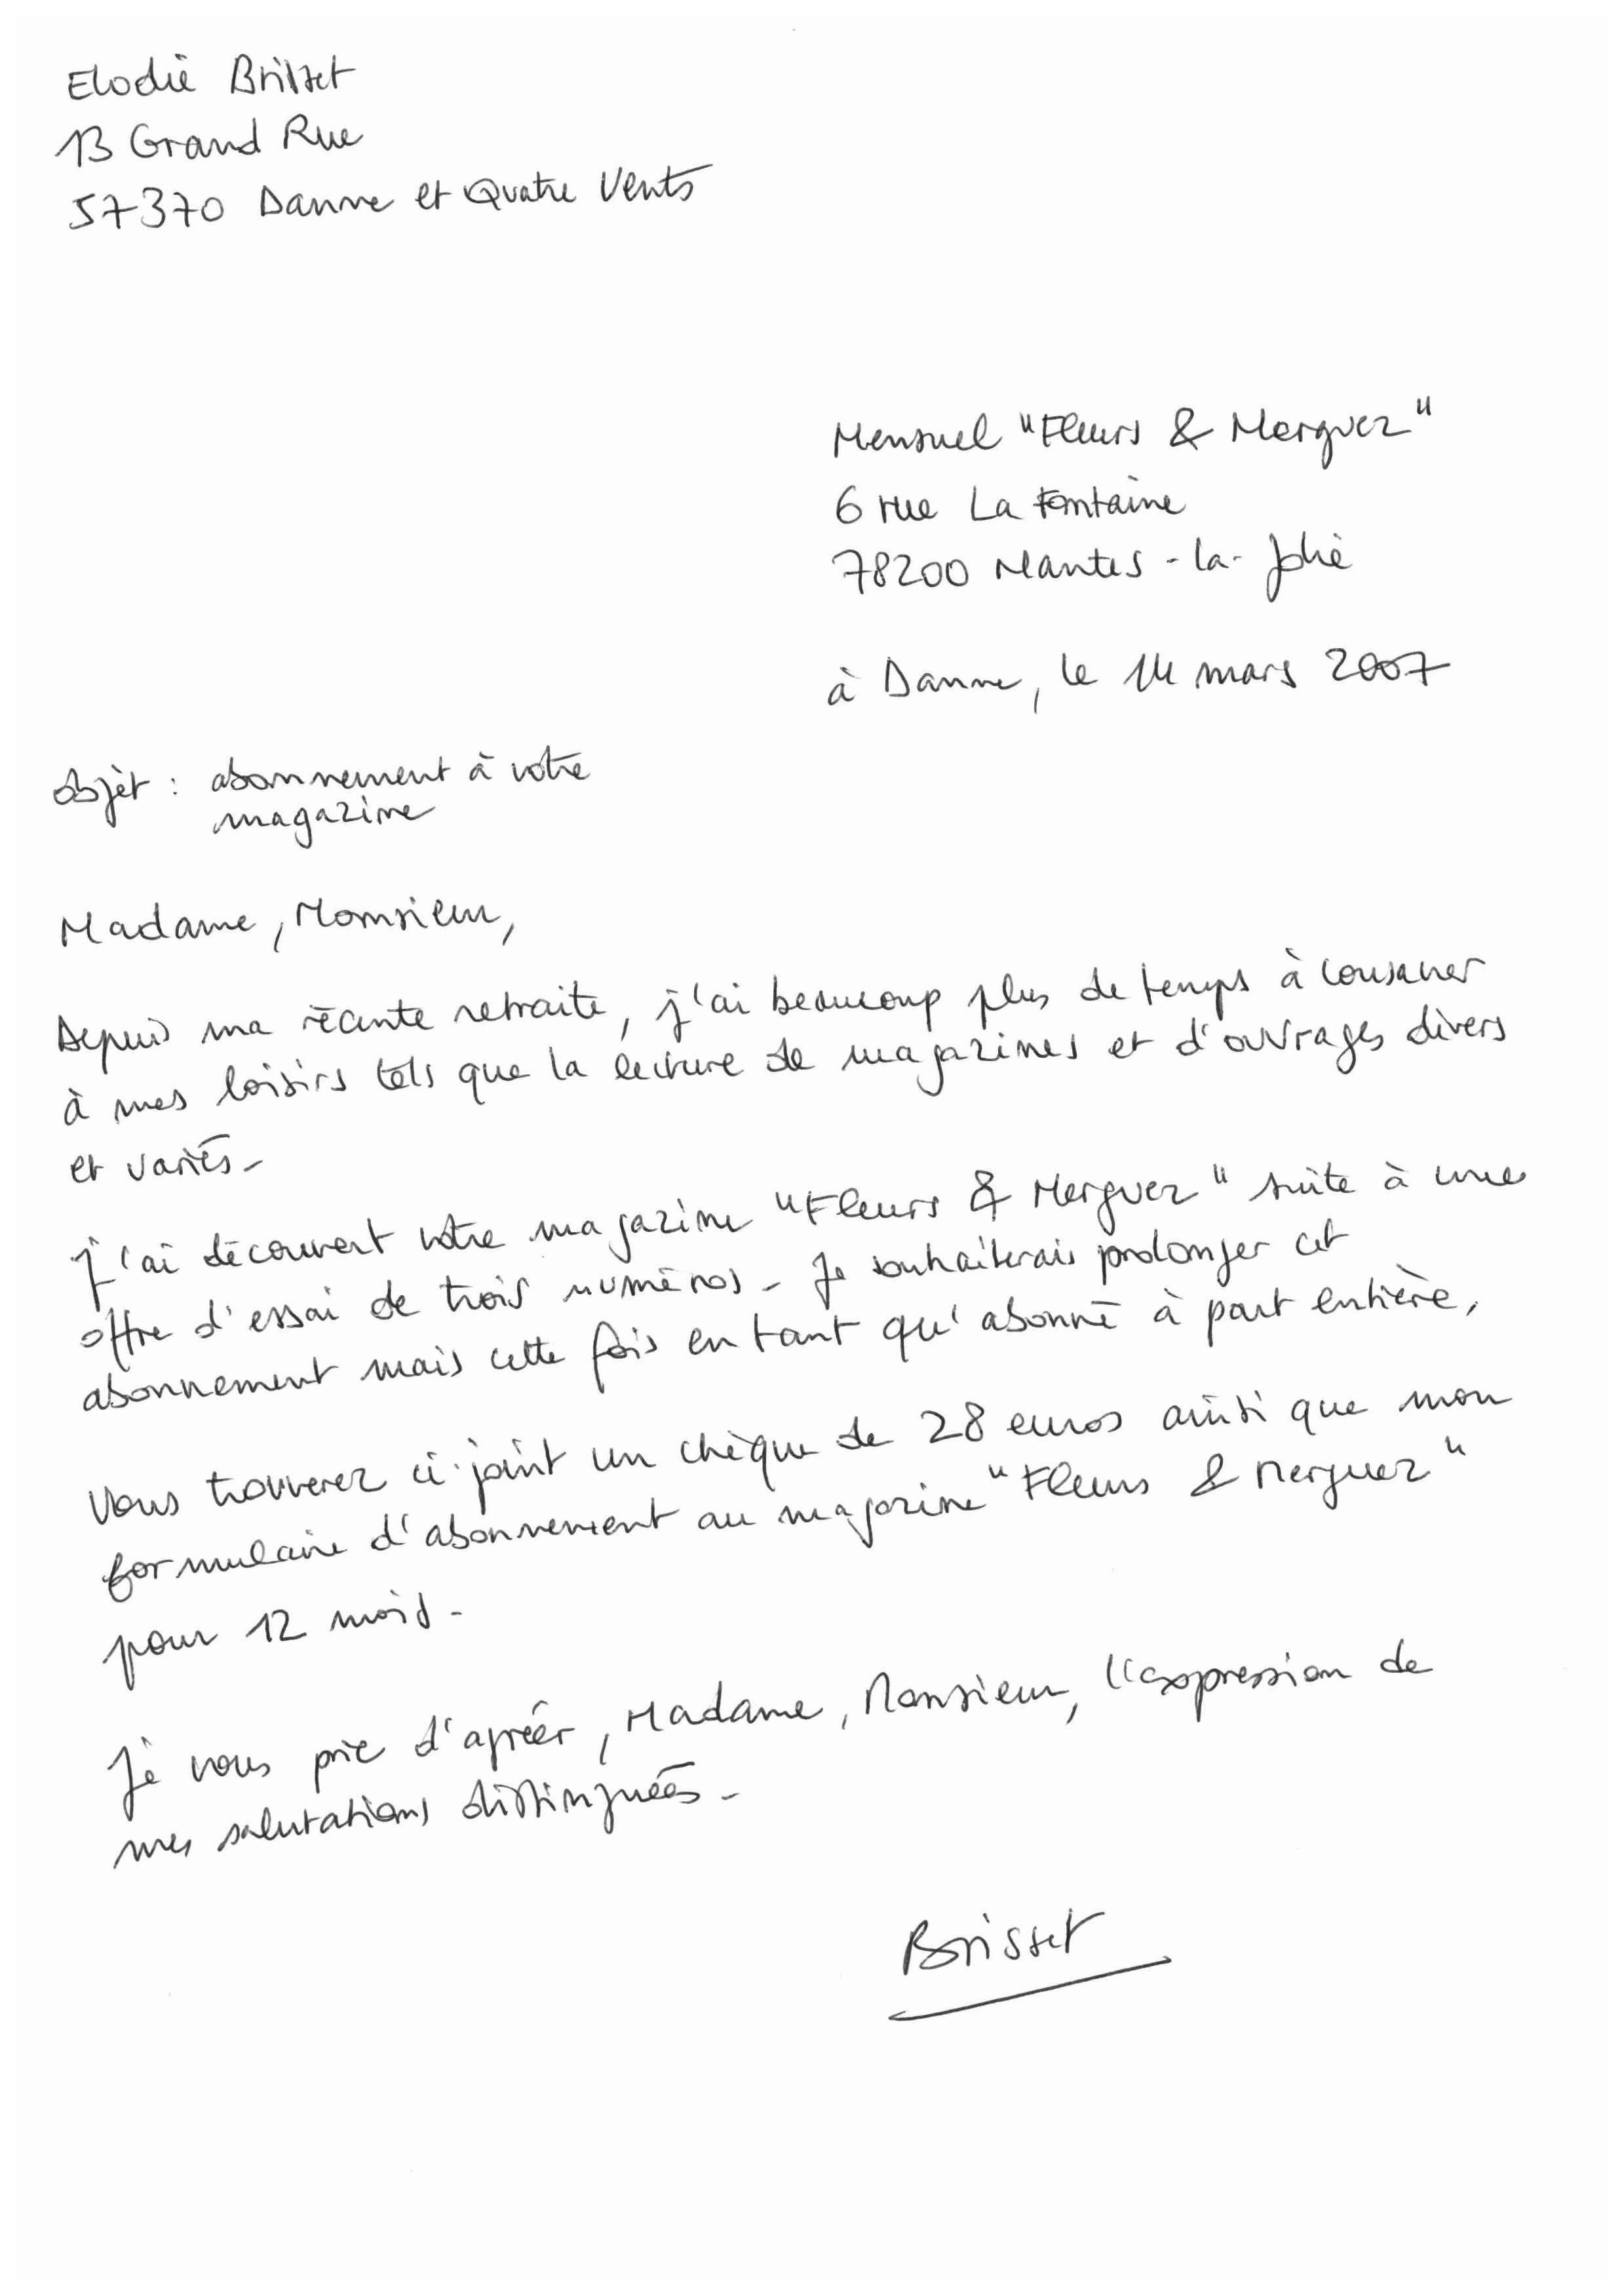 Elodie Brisset
13 Grand Rue
57370 Danne et Quatre Vents
Mensuel "Fleurs & Merguez"
6 rue La Fontaine
78200 Mantes-la-Jolie
à Danne, le 14 mars 2007
Objet : abonnement à votre
magazine
Madame, Monsieur,
Depuis ma récente retraite, j'ai beaucoup plus de temps à consacrer
à mes loisirs tels que la lecture de magazines et d'ouvrages divers
et variés.
J'ai découvert votre magazine "Fleurs & Merguez" suite à une
offre d'essai de trois numéros. Je souhaiterais prolonger cet
abonnement mais cette fois en tant qu'abonné à part entière.
Vous trouverez ci-joint un chèque de 28 euros ainsi que mon
formulaire d'abonnement au magazine "Fleurs & Merguez"
pour 12 mois.
Je vous prie d'agréer, Madame, Monsieur, l'expression de
mes salutations distinguées.
Brisset